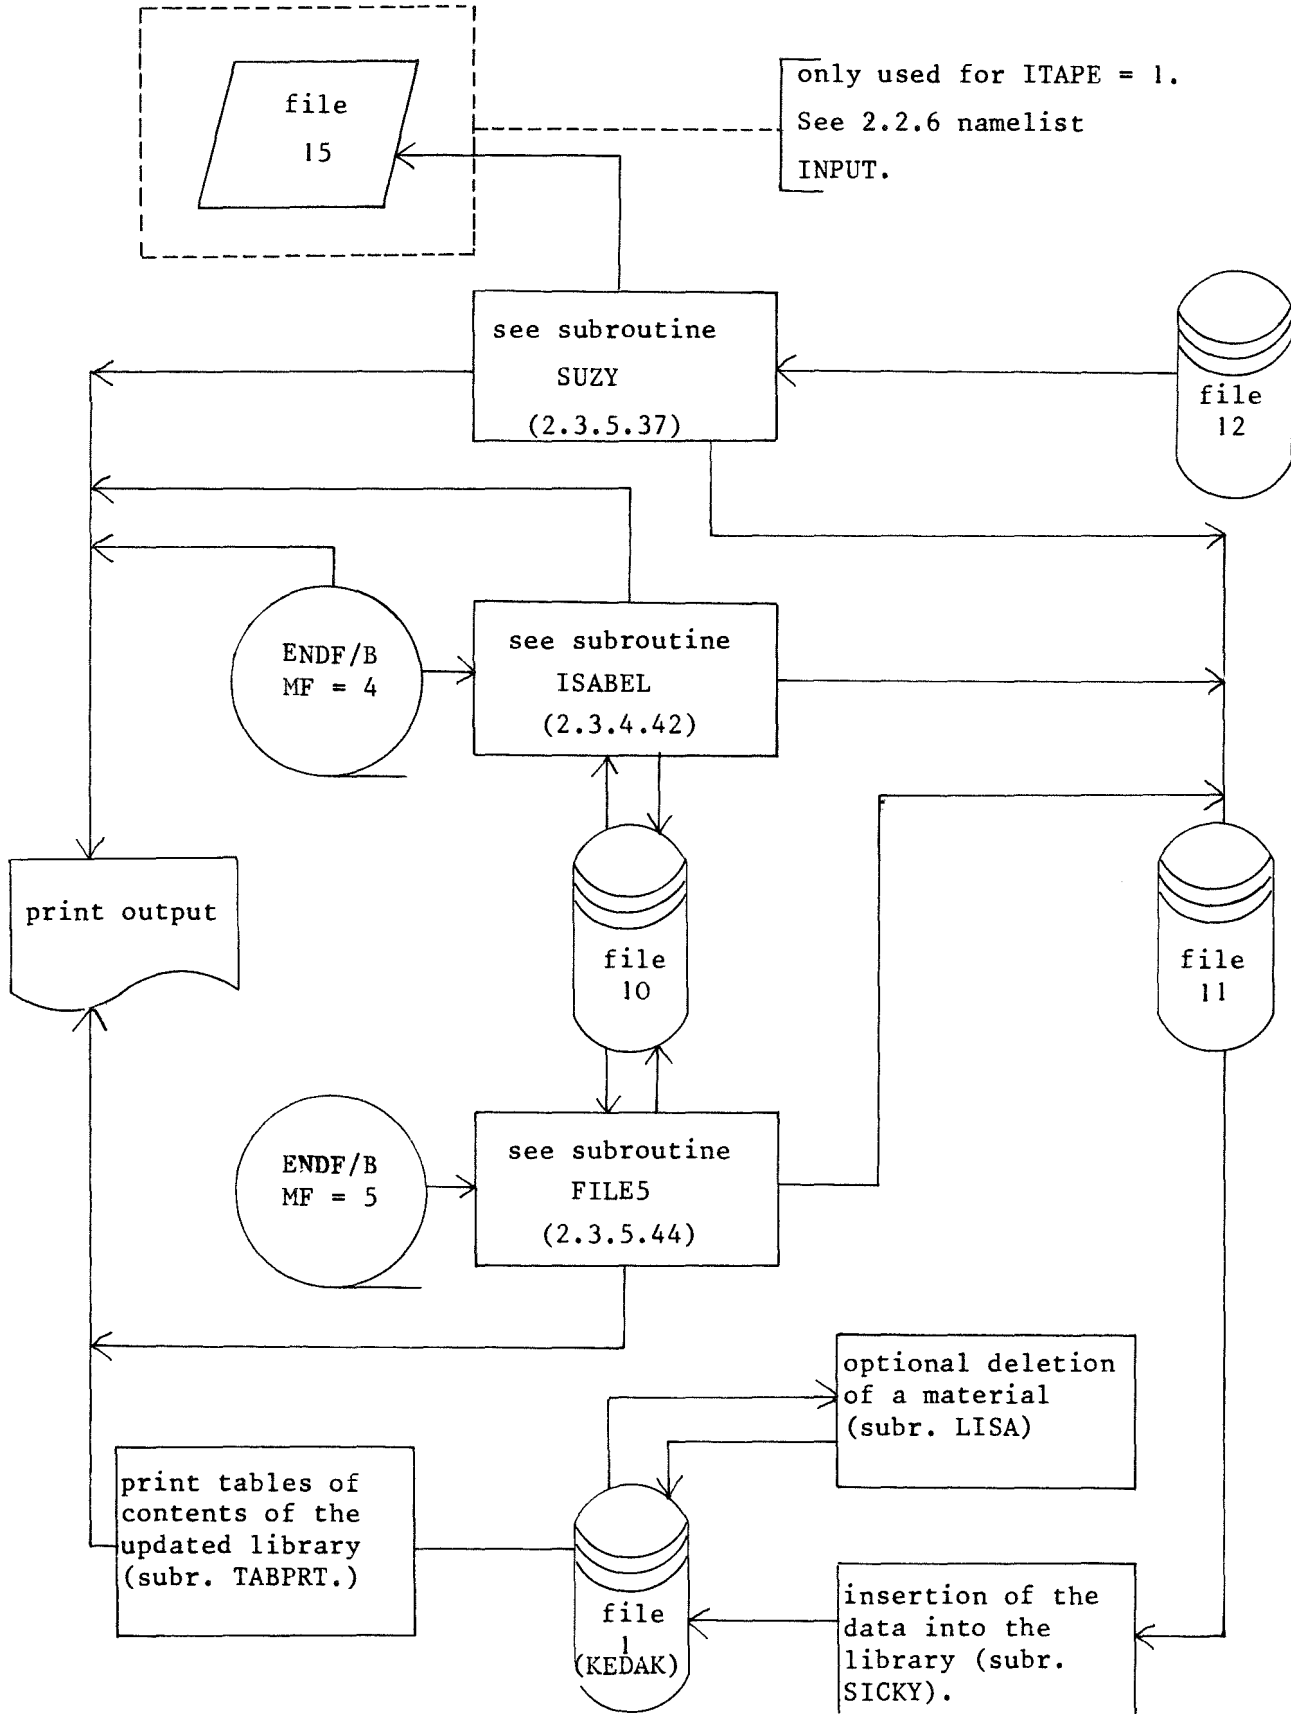 file
15
only used for ITAPE = 1.
See 2.2.6 namelist
INPUT.
see subroutine
SUZY
(2.3.5.37)
file
12
ENDF/B
MF = 4
see subroutine
ISABEL
(2.3.4.42)
print output
file
10
file
11
ENDF/B
MF = 5
see subroutine
FILE5
(2.3.5.44)
optional deletion
of a material
(subr. LISA)
print tables of
contents of the
updated library
(subr. TABPRT.)
file
1
(KEDAK)
insertion of the
data into the
library (subr.
SICKY).